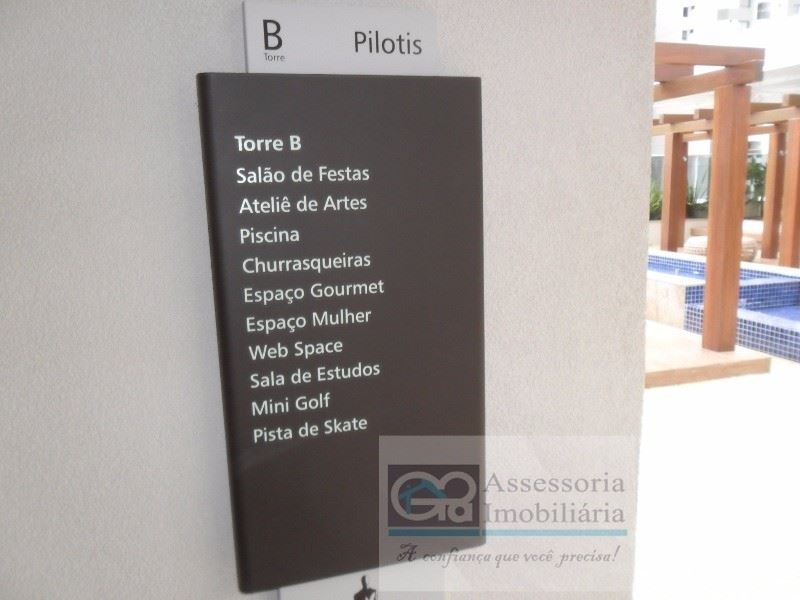 B
Torre
Pilotis
Torre B
Salão de Festas
Ateliê de Artes
Piscina
Churrasqueiras
Espaço Gourmet
Espaço Mulher
Web Space
Sala de Estudos
Mini Golf
Pista de Skate
Assessoria
Imobiliária
A confiança que você precisa!